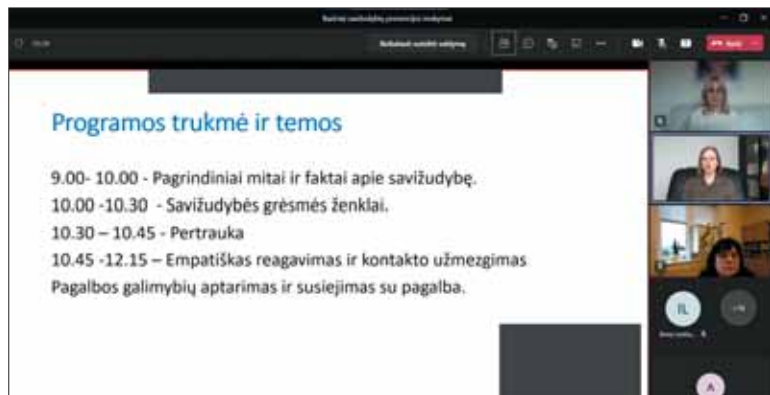 Programos trukmė ir temos
9.00- 10.00 - Pagrindiniai mitai ir faktai apie savižudybę.
10.00 -10.30 - Savižudybės grėsmės ženklai.
10.30 – 10.45 - Pertrauka
10.45 -12.15 – Empatiškas reagavimas ir kontakto užmezgimas
Pagalbos galimybių aptarimas ir susiejimas su pagalba.
IL
A